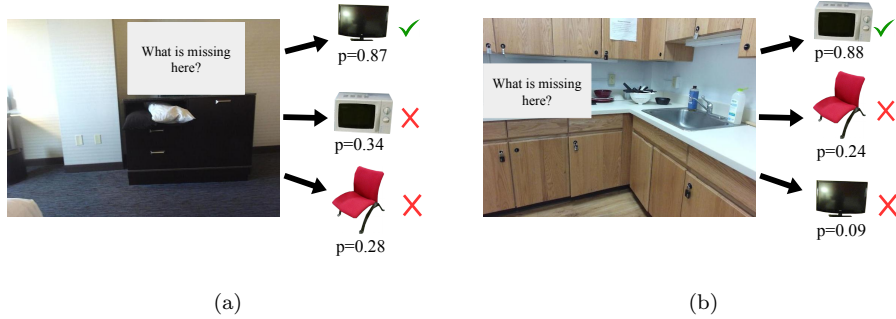 What is missing
here?
p=0.87
p=0.34
p=0.28
(a)
What is missing
here?
p=0.88
p=0.24
p=0.09
(b)